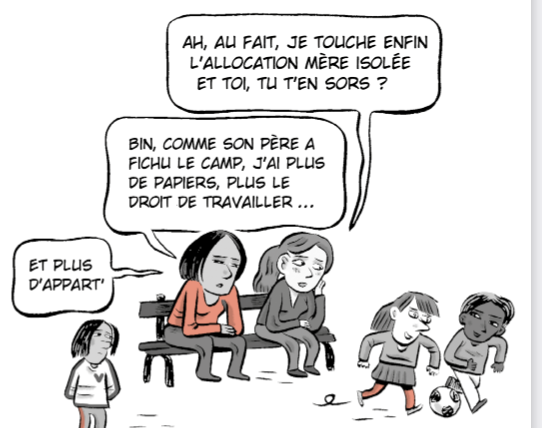 AH, AU FAIT, JE TOUCHE ENFIN
L'ALLOCATION MÈRE ISOLÉE
ET TOI, TU T'EN SORS ?
BIN, COMME SON PÈRE A
FICHU LE CAMP, J'AI PLUS
DE PAPIERS, PLUS LE
DROIT DE TRAVAILLER ...
ET PLUS
D'APPART'